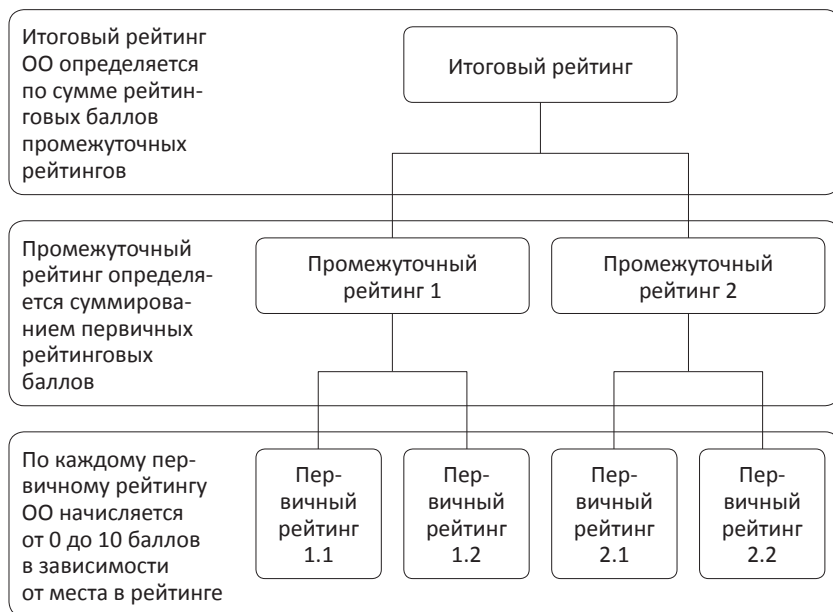 Итоговый рейтинг
ОО определяется
по сумме рейтин-
говых баллов
промежуточных
рейтингов
Итоговый рейтинг
Промежуточный
рейтинг определя-
ется суммирова-
нием первичных
рейтинговых
баллов
Промежуточный
рейтинг 1
Промежуточный
рейтинг 2
По каждому пер-
вичному рейтингу
ОО начисляется
от 0 до 10 баллов
в зависимости
от места в рейтинге
Пер-
вичный
рейтинг
1.1
Пер-
вичный
рейтинг
1.2
Пер-
вичный
рейтинг
2.1
Пер-
вичный
рейтинг
2.2